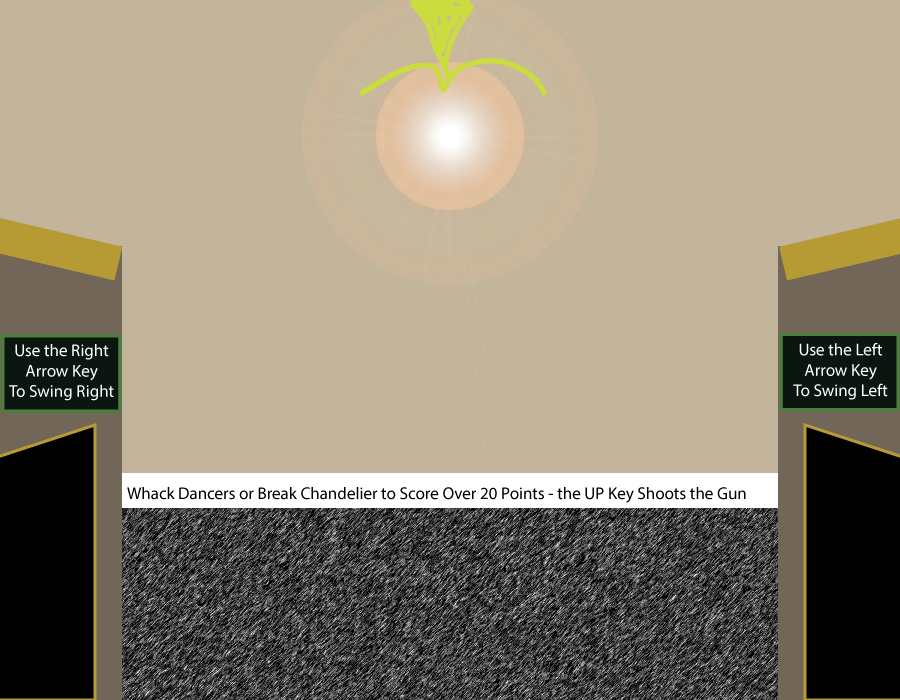 Use the Right
Arrow Key
To Swing Right
Use the Left
Arrow Key
To Swing Left
Whack Dancers or Break Chandelier to Score Over 20 Points - the UP Key Shoots the Gun